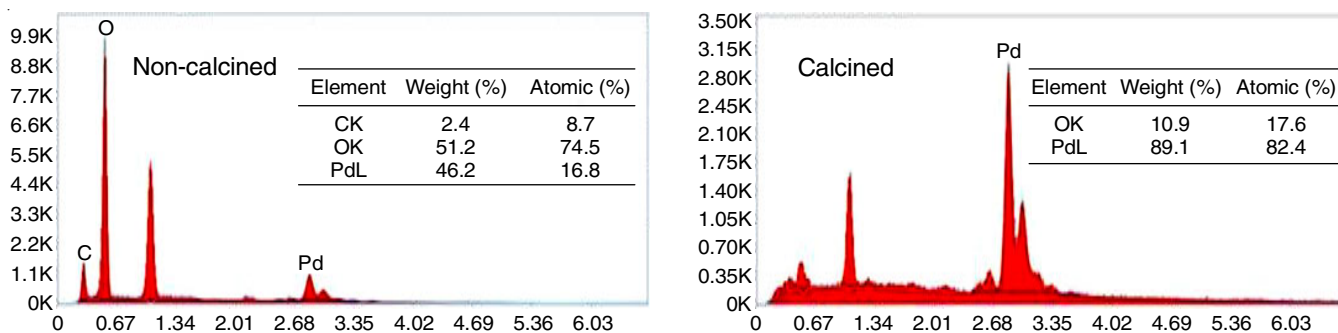 O
9.9K
8.8K
7.7K
6.6K
5.5K
4.4K
3.3K
2.2K
1.1K
0K
Non-calcined
Element Weight (%) Atomic (%)
CK 2.4 8.7
OK 51.2 74.5
PdL 46.2 16.8
C
Pd
0 0.67 1.34 2.01 2.68 3.35 4.02 4.69 5.36 6.03
3.50K
3.15K
2.80K
2.45K
2.10K
1.75K
1.40K
1.05K
0.70K
0.35K
0K
Calcined
Pd
Element Weight (%) Atomic (%)
OK 10.9 17.6
PdL 89.1 82.4
0 0.67 1.34 2.01 2.68 3.35 4.02 4.69 5.36 6.03